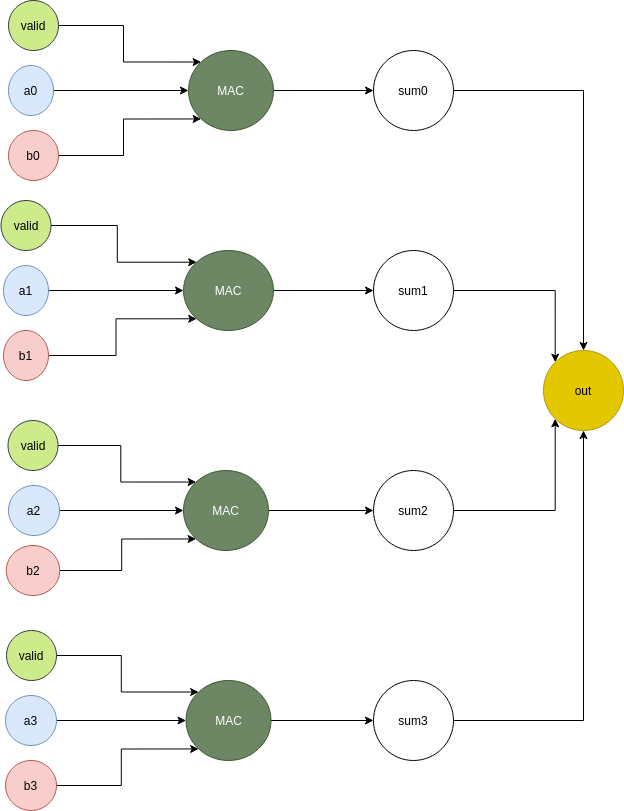 valid
a0
MAC
sum0
b0
valid
a1
MAC
sum1
b1
out
valid
a2
MAC
sum2
b2
valid
a3
MAC
sum3
b3